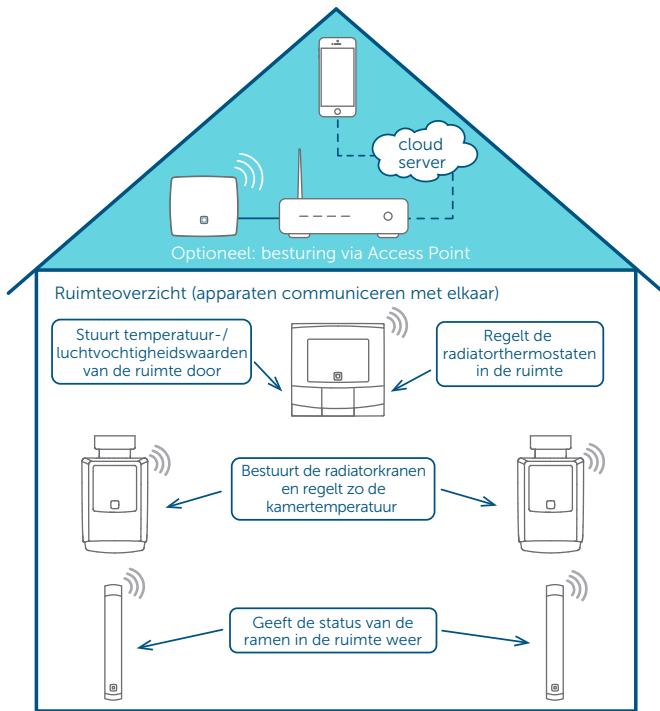 cloud
server
Optioneel: besturing via Access Point
Ruimteoverzicht (apparaten communiceren met elkaar)
Stuurt temperatuur-/
luchtvochtigheidswaarden
van de ruimte door
Regelt de
radiatorthermostaten
in de ruimte
Bestuurt de radiatorkranen
en regelt zo de
kamertemperatuur
Geeft de status van de
ramen in de ruimte weer